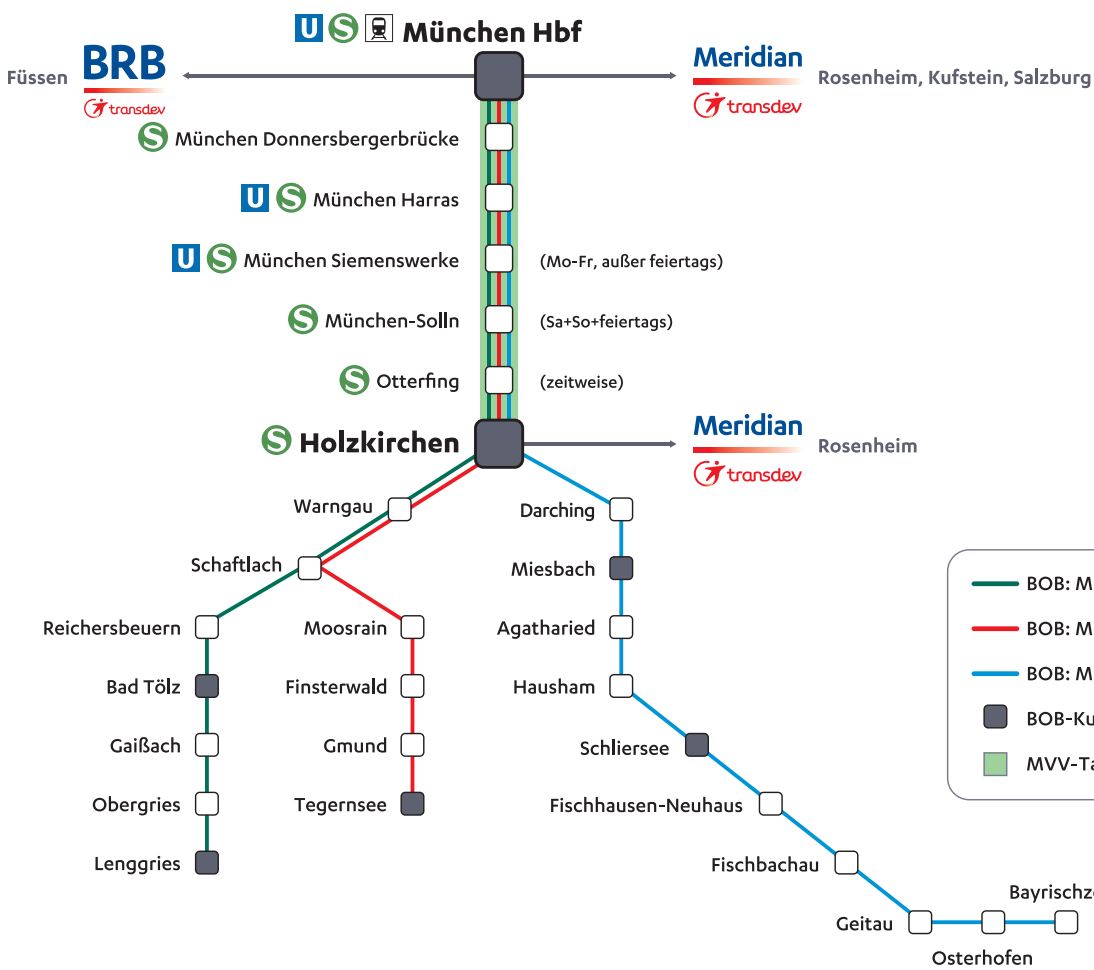 U S München Hbf
Füssen
BRB
transdev
Meridian
transdev
Rosenheim, Kufstein, Salzburg
S München Donnersbergerbrücke
U S München Harras
U S München Siemenswerke (Mo-Fr, außer feiertags)
S München-Solln (Sa+So+feiertags)
S Otterfing (zeitweise)
S Holzkirchen
Meridian
transdev
Rosenheim
Warngau
Darching
Schaftlach
Miesbach
Reichersbeuern
Moosrain
Agatharied
Bad Tölz
Finsterwald
Hausham
Gaißach
Gmund
Schliersee
Obergries
Tegernsee
Fischhausen-Neuhaus
Lenggries
Fischbachau
Bayrischz
Geitau
Osterhofen
BOB: M
BOB: M
BOB: M
BOB-Ku
MVV-Ta